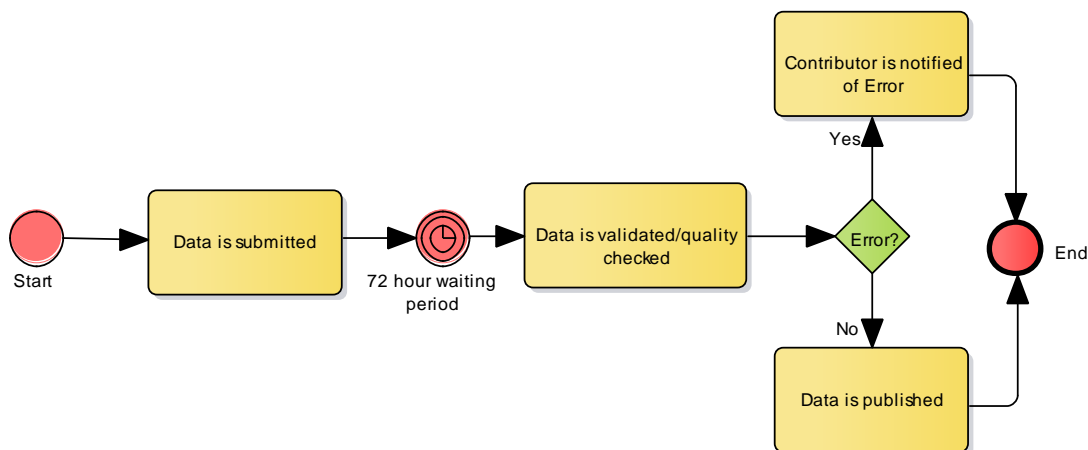 Start
Data is submitted
72 hour waiting
period
Data is validated/quality
checked
Error?
Yes
Contributor is notified
of Error
No
Data is published
End